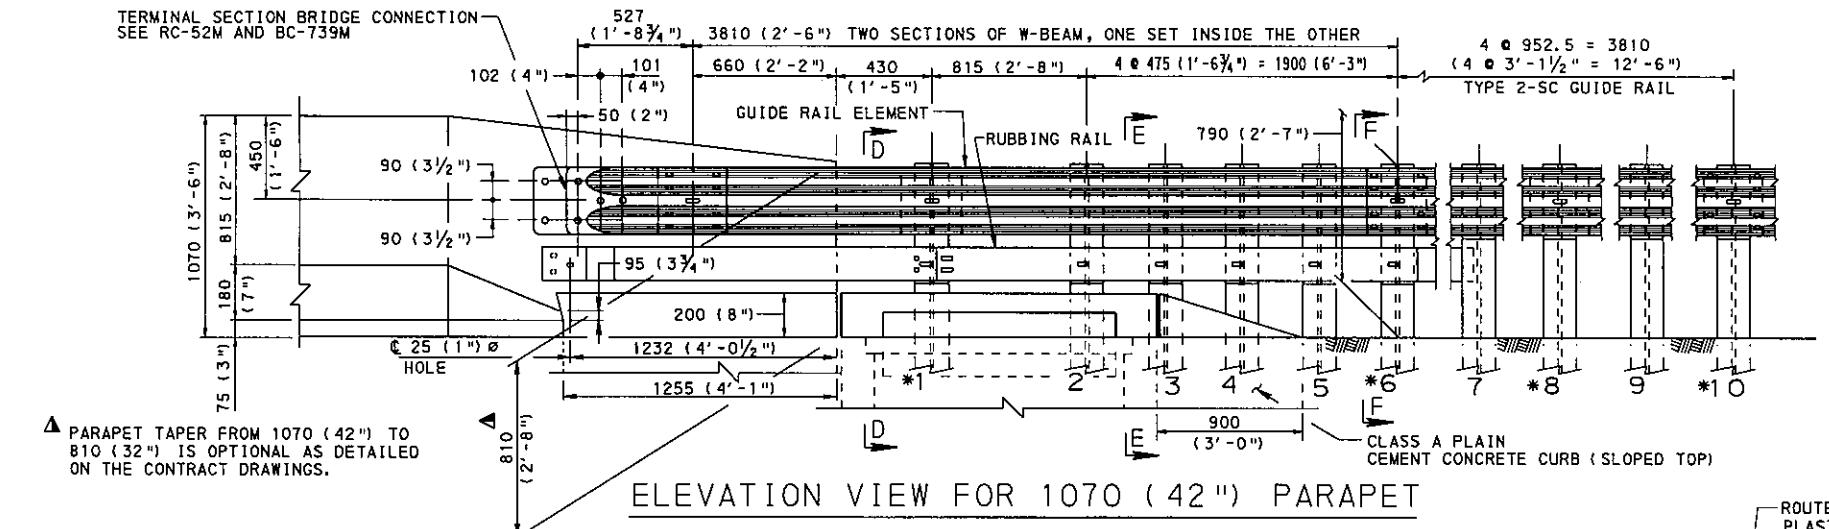 TERMINAL SECTION BRIDGE CONNECTION
SEE RC-52M AND BC-739M
527
(1'-8¾")
3810 (2'-6") TWO SECTIONS OF W-BEAM, ONE SET INSIDE THE OTHER
4 @ 952.5 = 3810
(4 @ 3'-1½" = 12'-6")
TYPE 2-SC GUIDE RAIL
102 (4")
101
(4")
660 (2'-2")
430
(1'-5")
815 (2'-8")
4 @ 475 (1'-6¾") = 1900 (6'-3")
50 (2")
GUIDE RAIL ELEMENT
RUBBING RAIL
D
E
790 (2'-7")
F
1070 (3'-6")
815 (2'-8")
450
(1'-6")
90 (3½")
90 (3½")
180
(7")
95 (3¾")
200 (8")
75 (3")
℄ 25 (1") ø
HOLE
1232 (4'-0½")
1255 (4'-1")
*1
2
3
4
5
*6
7
*8
9
*10
810
(2'-8")
D
E
F
900
(3'-0")
CLASS A PLAIN
CEMENT CONCRETE CURB (SLOPED TOP)
PARAPET TAPER FROM 1070 (42") TO
810 (32") IS OPTIONAL AS DETAILED
ON THE CONTRACT DRAWINGS.
ELEVATION VIEW FOR 1070 (42") PARAPET
ROUTE